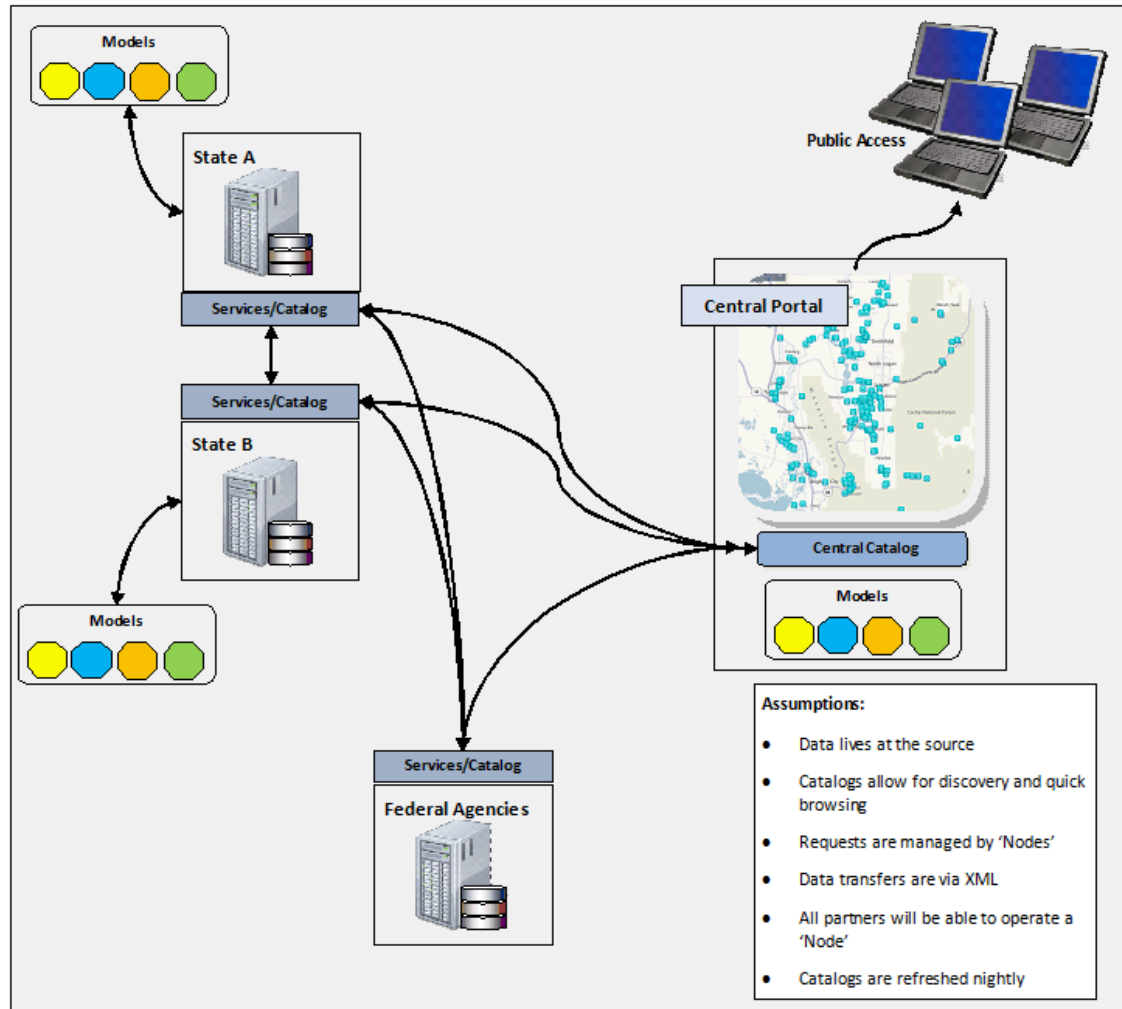 Models
State A
Services/Catalog
Services/Catalog
State B
Models
Services/Catalog
Federal Agencies
Public Access
Central Portal
Central Catalog
Models
Assumptions:
● Data lives at the source
● Catalogs allow for discovery and quick
browsing
● Requests are managed by ‘Nodes’
● Data transfers are via XML
● All partners will be able to operate a
‘Node’
● Catalogs are refreshed nightly